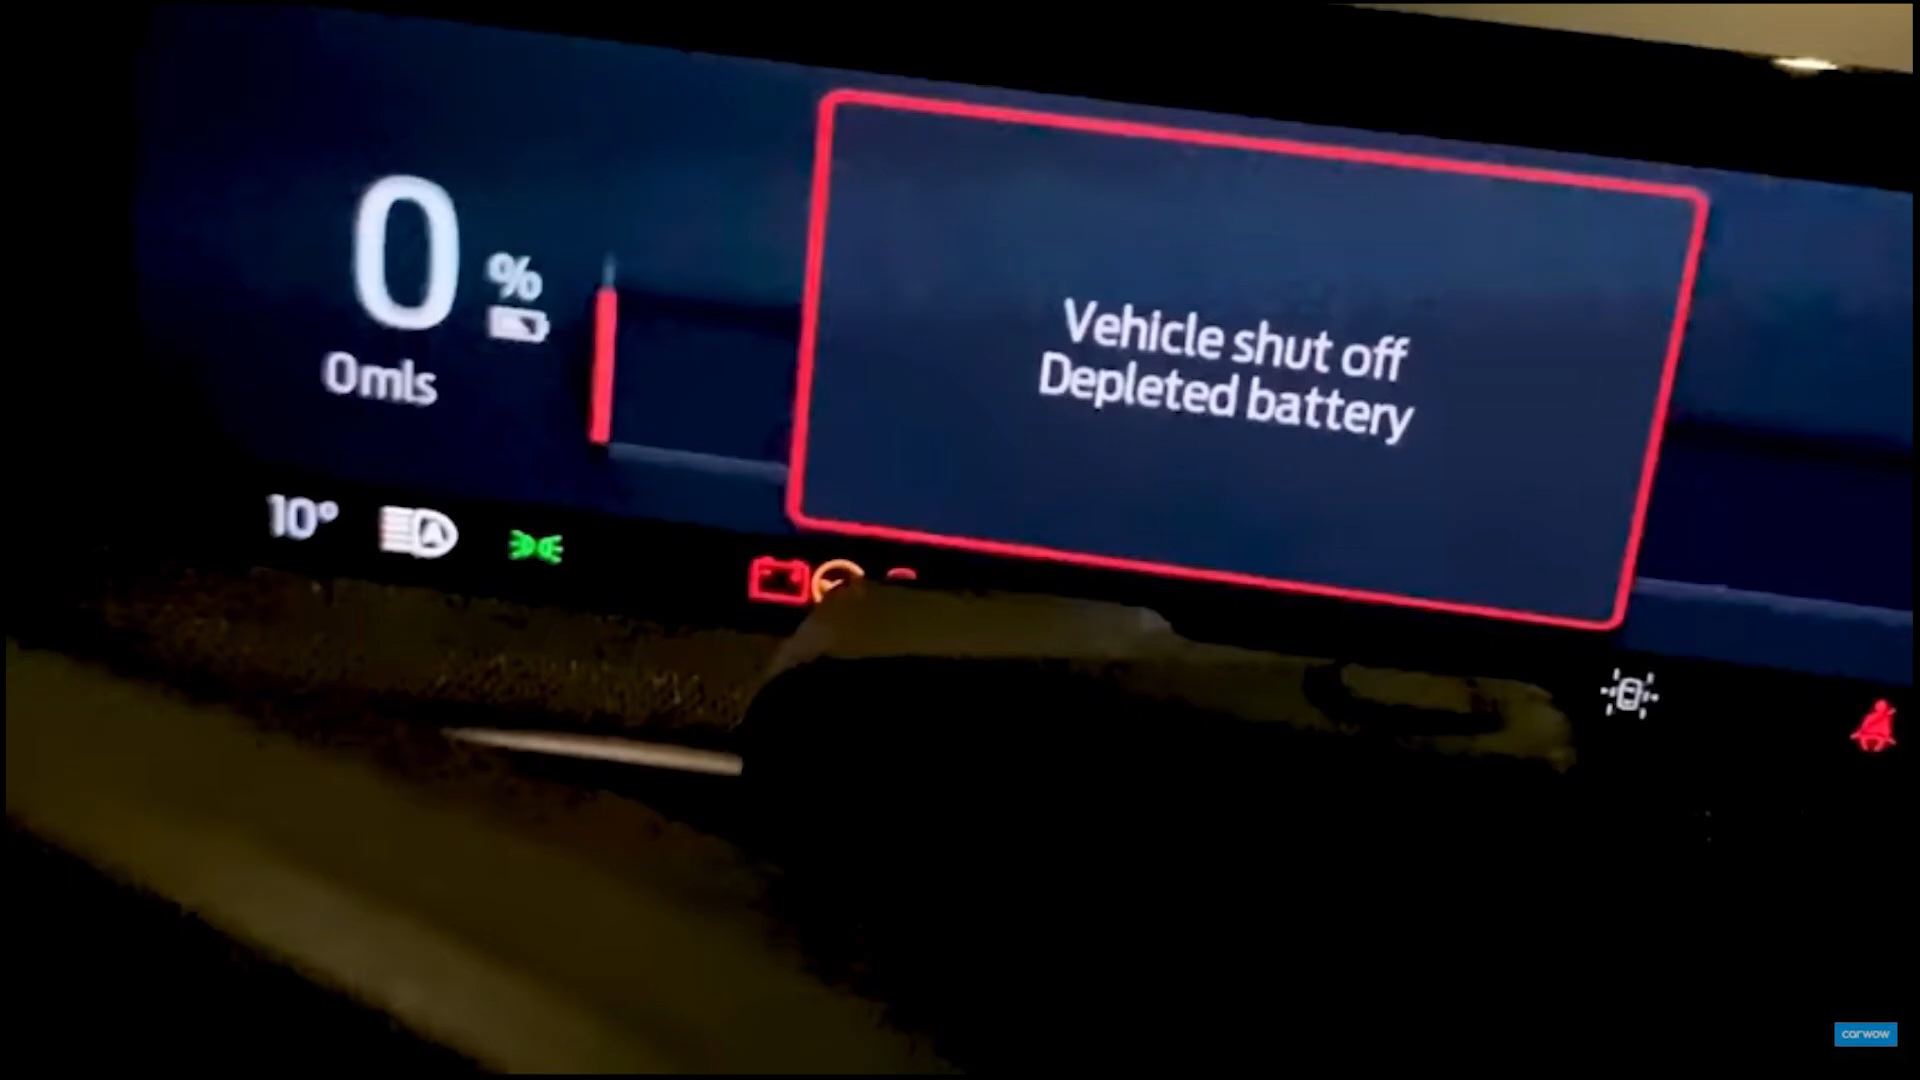 0
%
0mls
Vehicle shut off
Depleted battery
10°
A
carwow